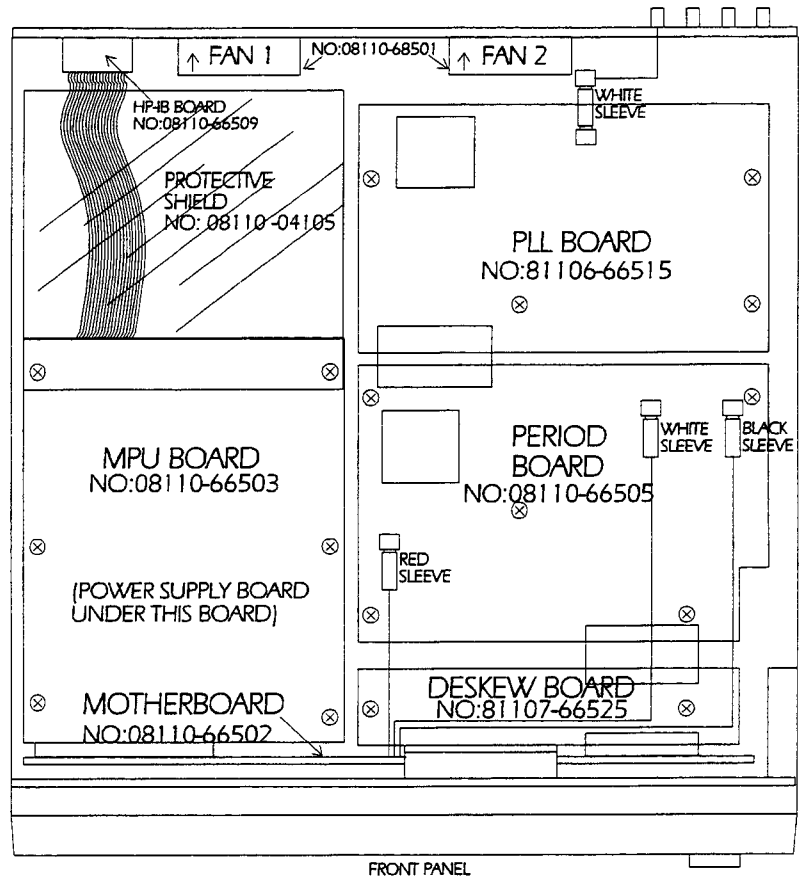 FAN 1
NO:08110-68501
FAN 2
HP-IB BOARD
NO:08110-66509
WHITE
SLEEVE
PROTECTIVE
SHIELD
NO: 08110-04105
PLL BOARD
NO:81106-66515
MPU BOARD
NO:08110-66503
PERIOD
BOARD
NO:08110-66505
WHITE
SLEEVE
BLACK
SLEEVE
RED
SLEEVE
(POWER SUPPLY BOARD
UNDER THIS BOARD)
MOTHERBOARD
NO:08110-66502
DESKEW BOARD
NO:81107-66525
FRONT PANEL